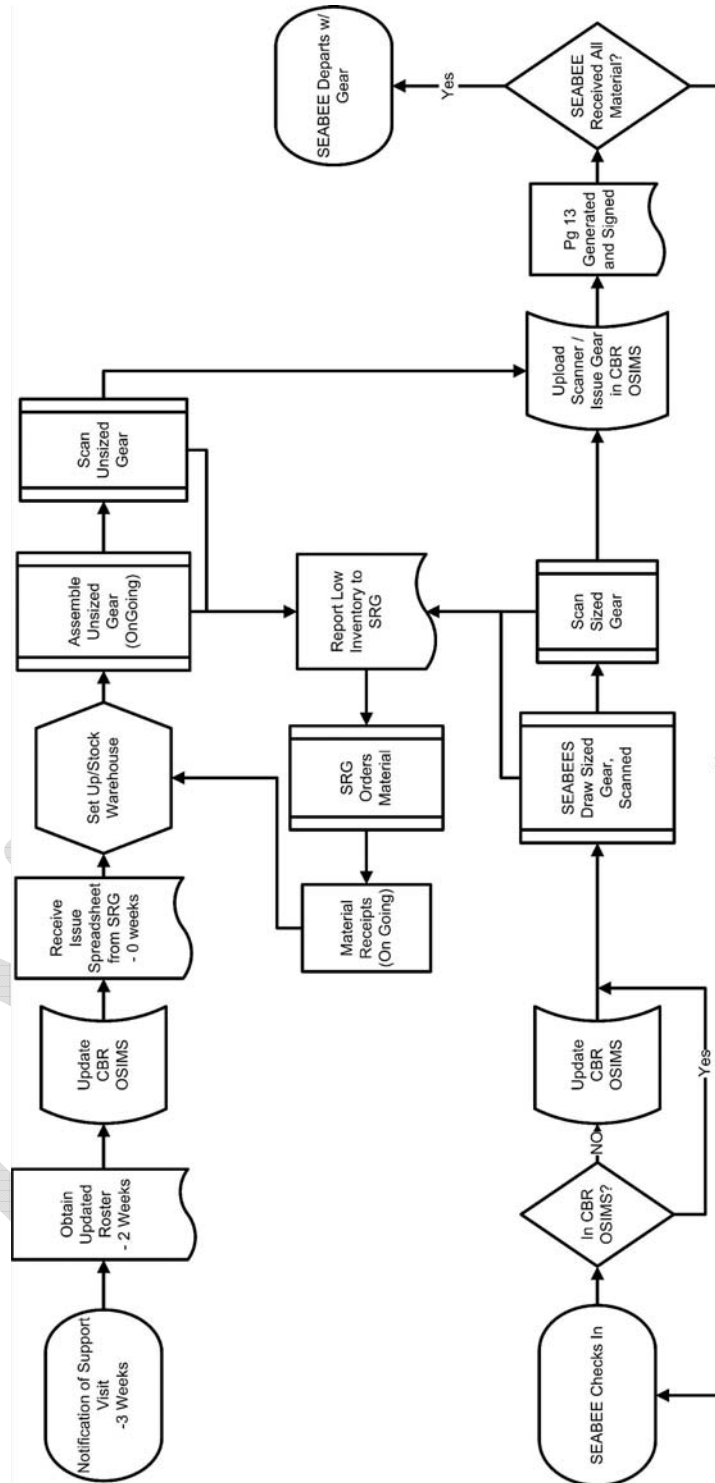 Notification of Support
Visit
-3 Weeks
Obtain
Updated
Roster
- 2 Weeks
Update
CBR
OSIMS
Receive
Issue
Spreadsheet
from SRG
- 0 weeks
Set Up/Stock
Warehouse
Assemble
Unsized
Gear
(OnGoing)
Scan
Unsized
Gear
Material
Receipts
(On Going)
SRG
Orders
Material
Report Low
Inventory to
SRG
SEABEE Departs w/
Gear
SEABEE Checks In
In CBR
OSIMS?
NO
Yes
Update
CBR
OSIMS
SEABEES
Draw Sized
Gear,
Scanned
Scan
Sized
Gear
Upload
Scanner /
Issue Gear
in CBR
OSIMS
Pg 13
Generated
and Signed
SEABEE
Received All
Material?
Yes